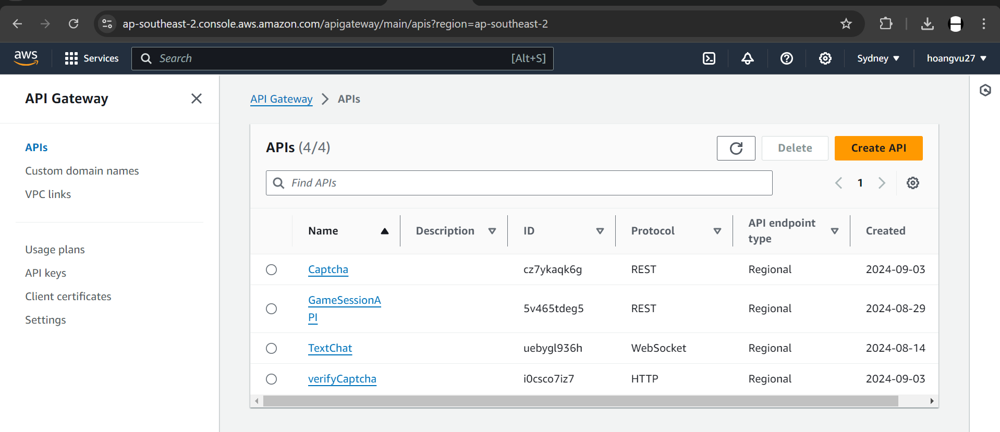 ap-southeast-2.console.aws.amazon.com/apigateway/main/apis?region=ap-southeast-2
aws
Services
Search
[Alt+S]
Sydney
hoangvu27
API Gateway
APIs
Custom domain names
VPC links
Usage plans
API keys
Client certificates
Settings
API Gateway
APIs
APIs (4/4)
Delete
Create API
Find APIs
1
Name
Description
ID
Protocol
API endpoint
type
Created
Captcha
cz7ykaqk6g
REST
Regional
2024-09-03
GameSessionA
PI
5v465tdeg5
REST
Regional
2024-08-29
TextChat
uebygl936h
WebSocket
Regional
2024-08-14
verifyCaptcha
i0csco7iz7
HTTP
Regional
2024-09-03